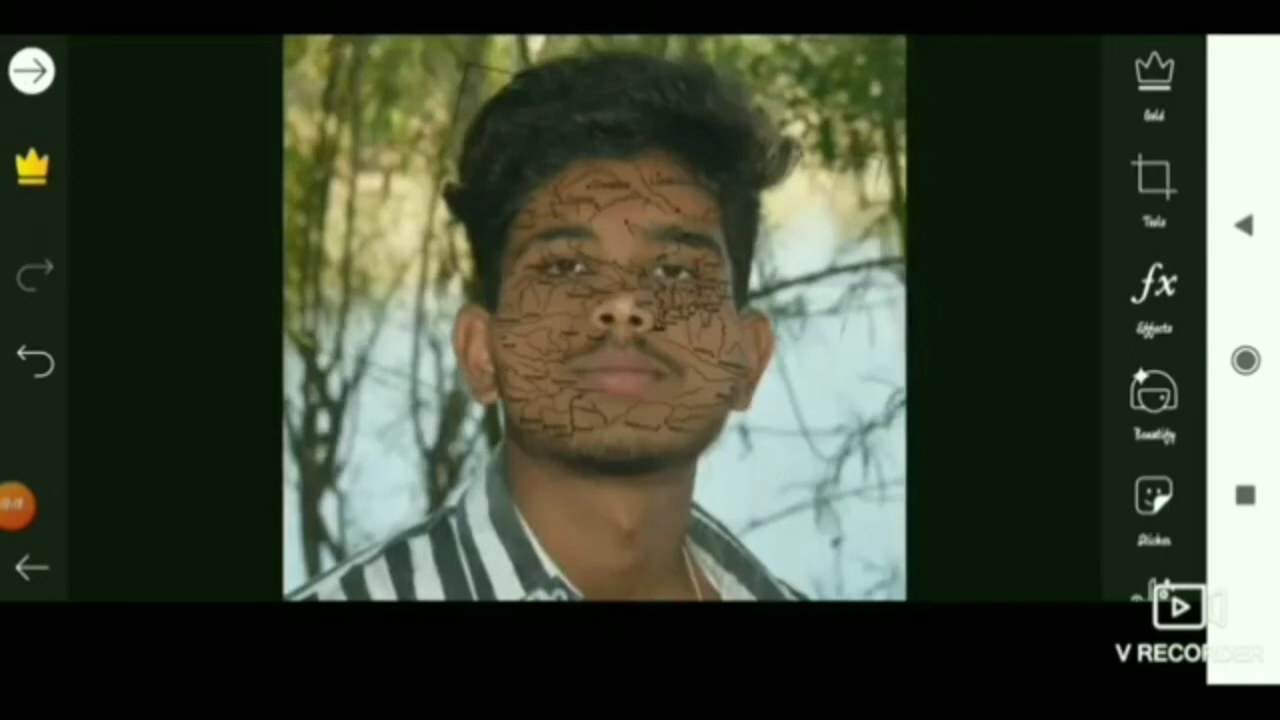 Gold
Tools
fx
Effects
Beautify
Sticker
V RECORDER